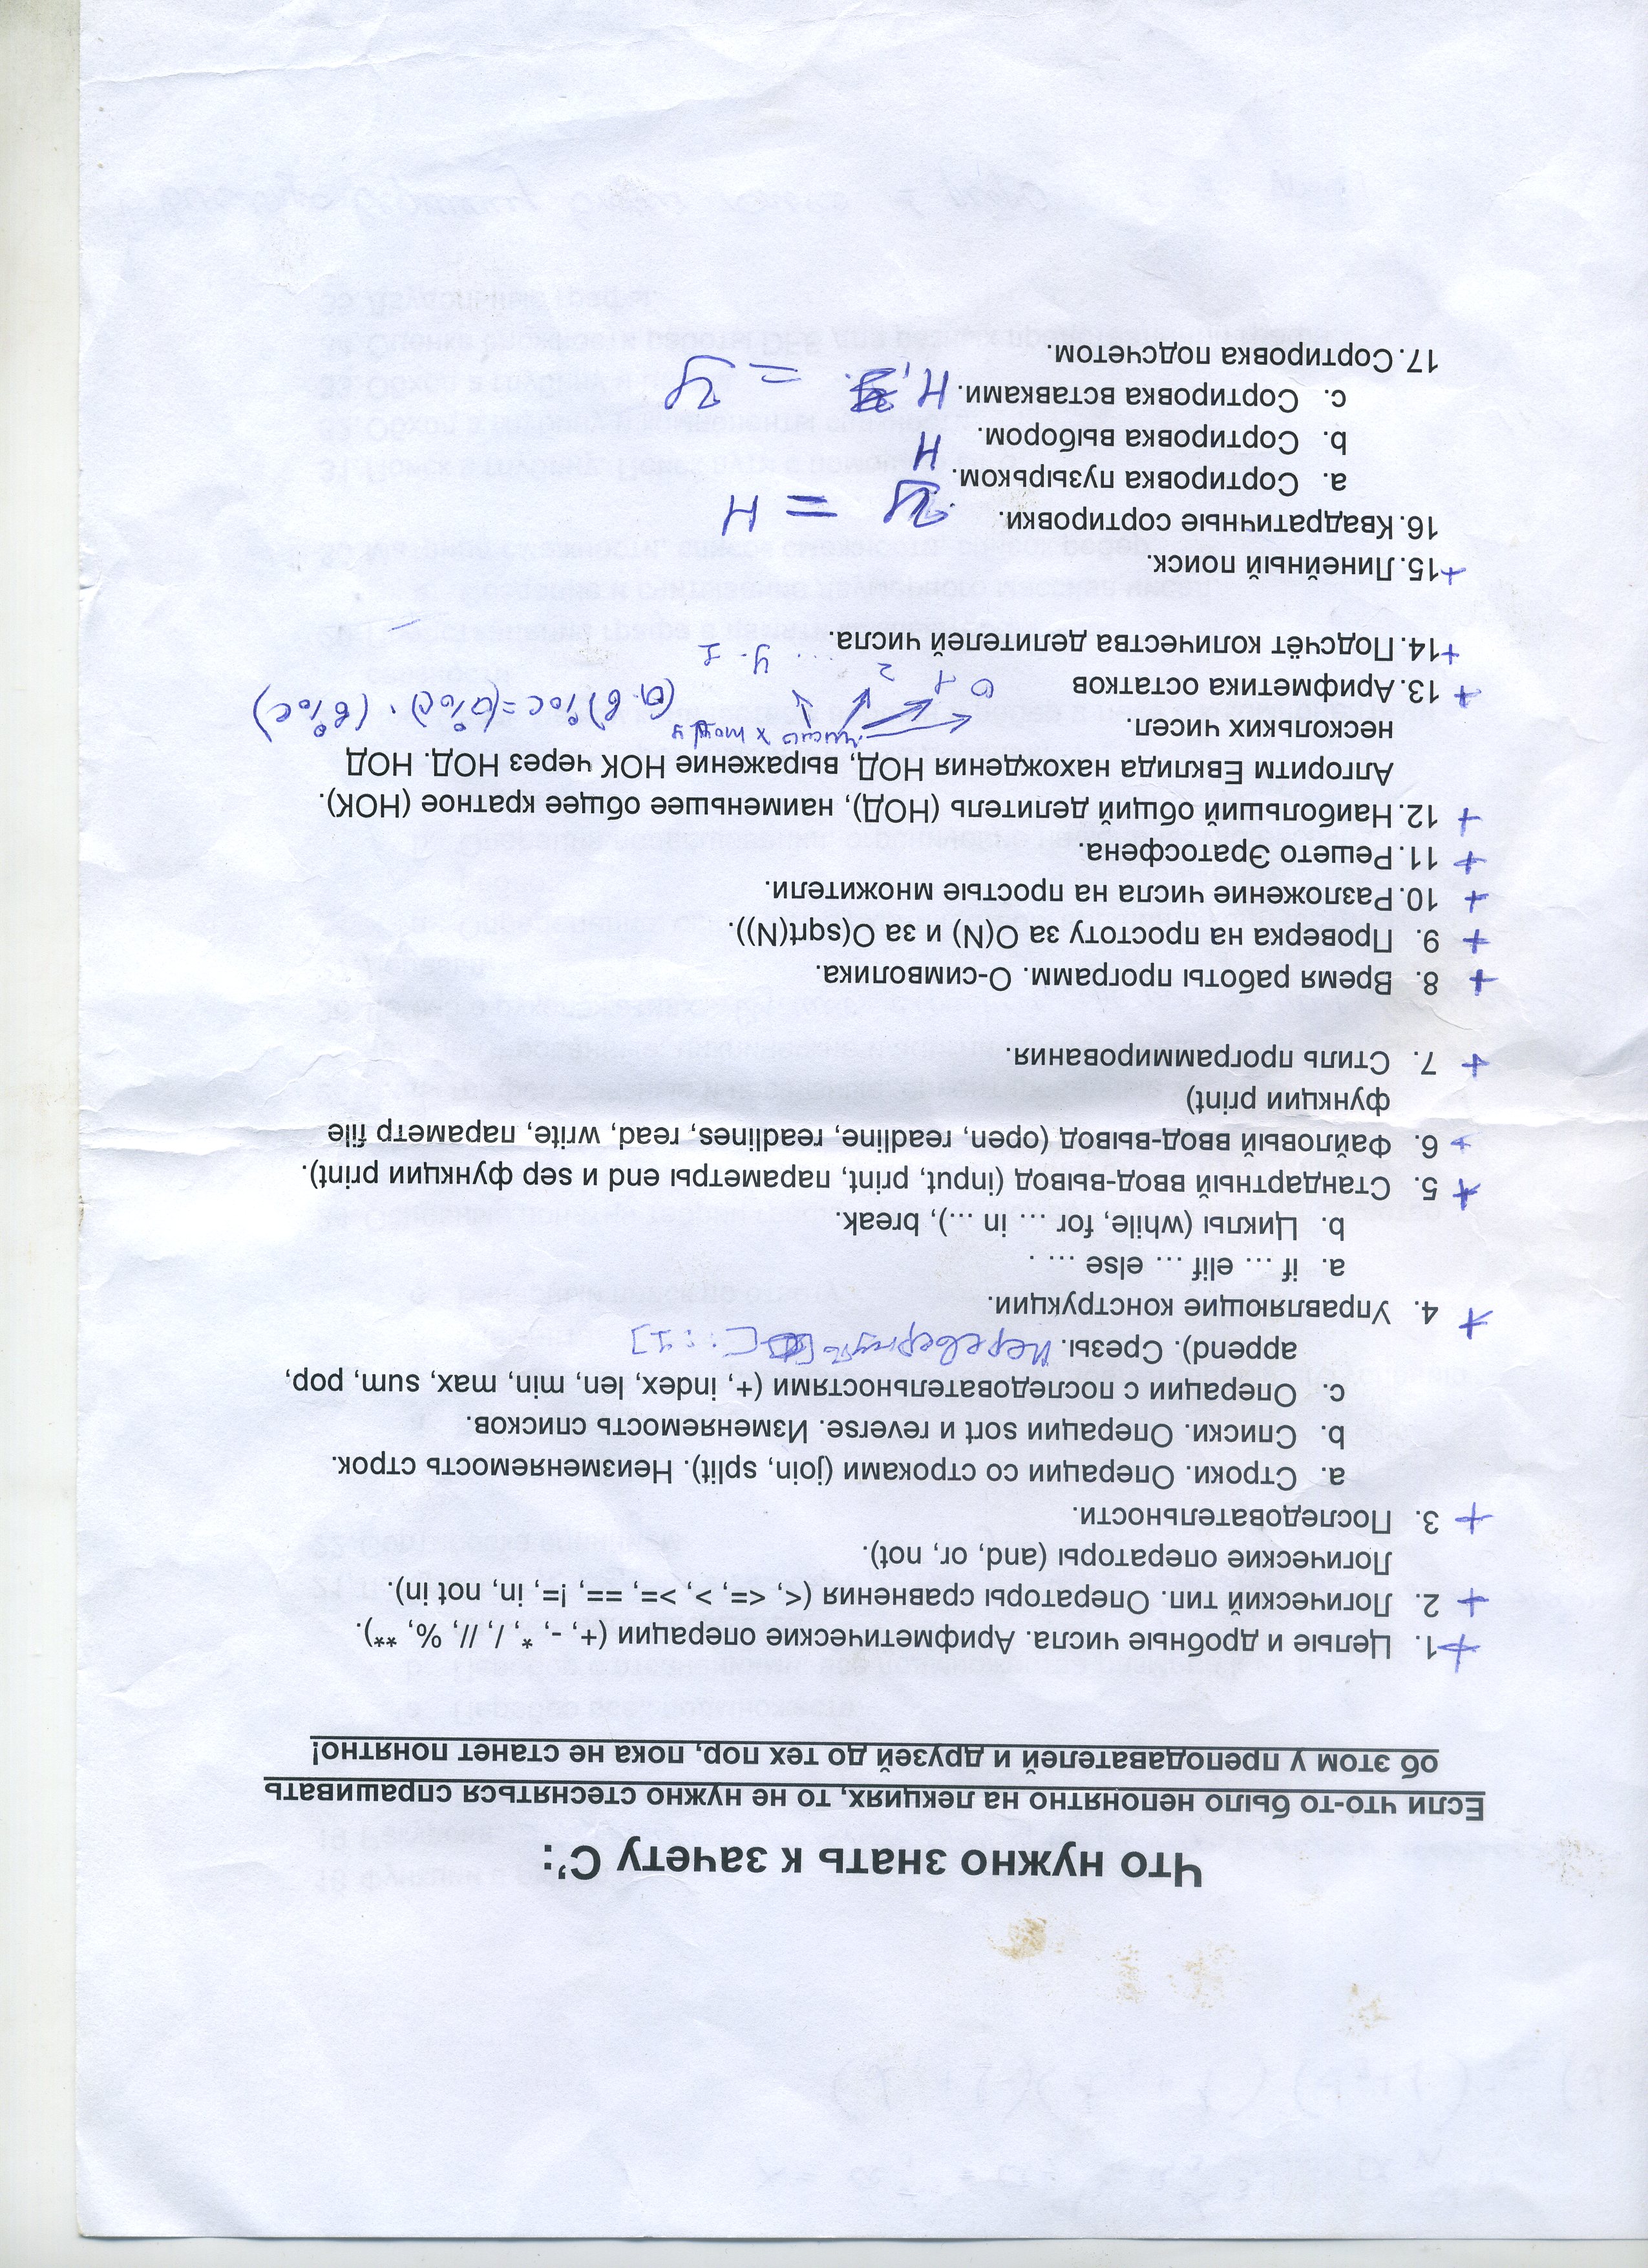 Что нужно знать к зачету C’:
Если что-то было непонятно на лекциях, то не нужно стесняться спрашивать
об этом у преподавателей и друзей до тех пор, пока не станет понятно!
+ 1. Целые и дробные числа. Арифметические операции (+, -, *, /, //, %, **).
+ 2. Логический тип. Операторы сравнения (<, <=, >, >=, ==, !=, in, not in).
Логические операторы (and, or, not).
+ 3. Последовательности.
a. Строки. Операции со строками (join, split). Неизменяемость строк.
b. Списки. Операции sort и reverse. Изменяемость списков.
c. Операции с последовательностями (+, index, len, min, max, sum, pop,
append). Срезы. Перевернуть
+ 4. Управляющие конструкции.
a. if … elif … else … .
b. Циклы (while, for … in …), break.
+ 5. Стандартный ввод-вывод (input, print, параметры end и sep функции print).
+ 6. Файловый ввод-вывод (open, readline, readlines, read, write, параметр file
функции print)
+ 7. Стиль программирования.
+ 8. Время работы программ. О-символика.
+ 9. Проверка на простоту за O(N) и за O(sqrt(N)).
+ 10. Разложение числа на простые множители.
+ 11. Решето Эратосфена.
+ 12. Наибольший общий делитель (НОД), наименьшее общее кратное (НОК).
Алгоритм Евклида нахождения НОД, выражение НОК через НОД. НОД
нескольких чисел. числа x mod y
+ 13. Арифметика остатков 0 1 2 ... y-1 (a·b)%c=(a%c)·(b%c)
+ 14. Подсчёт количества делителей числа.
+ 15. Линейный поиск.
16. Квадратичные сортировки.
a. Сортировка пузырьком.
b. Сортировка выбором. Н
c. Сортировка вставками. Н
17. Сортировка подсчетом.